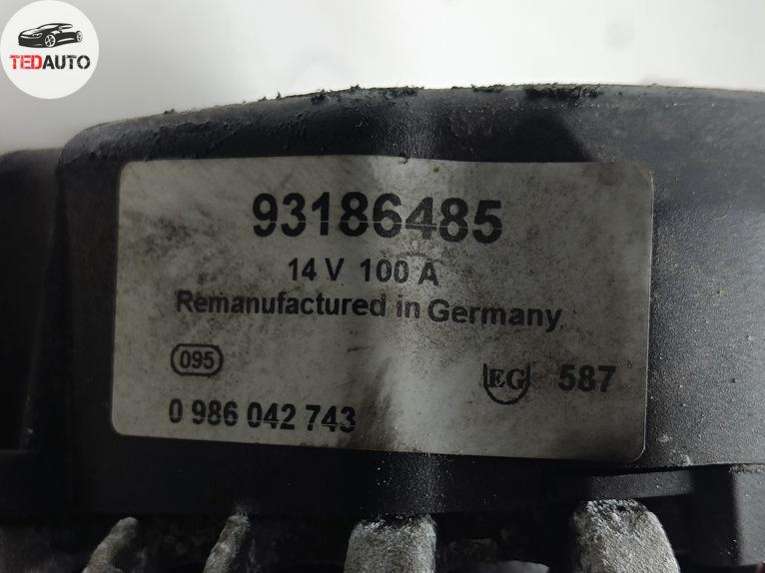 TEDAUTO
93186485
14 V 100 A
Remanufactured in Germany
095
EG 587
0 986 042 743